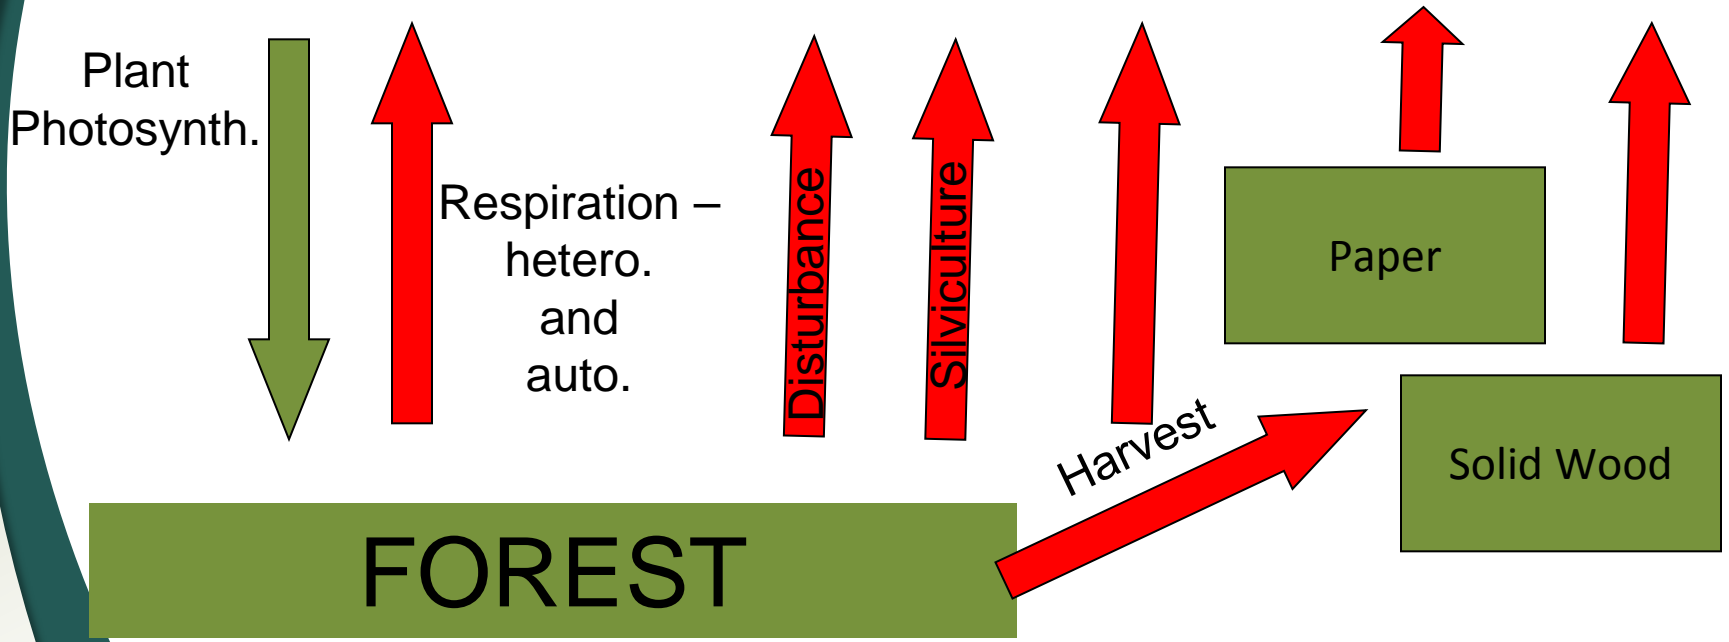 Plant
Photosynth.
Respiration –
hetero.
and
auto.
Disturbance
Silviculture
Harvest
Paper
Solid Wood
FOREST